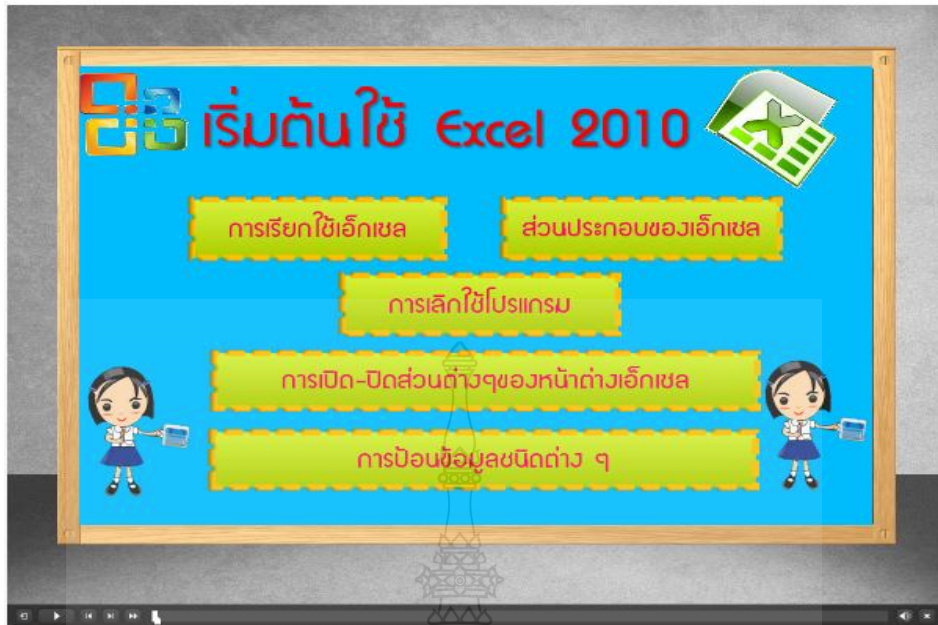 เริ่มต้นใช้ Excel 2010
การเรียกใช้เอ็กเซล
ส่วนประกอบของเอ็กเซล
การเลิกใช้โปรแกรม
การเปิด-ปิดส่วนต่างๆของหน้าต่างเอ็กเซล
การป้อนข้อมูลชนิดต่าง ๆ